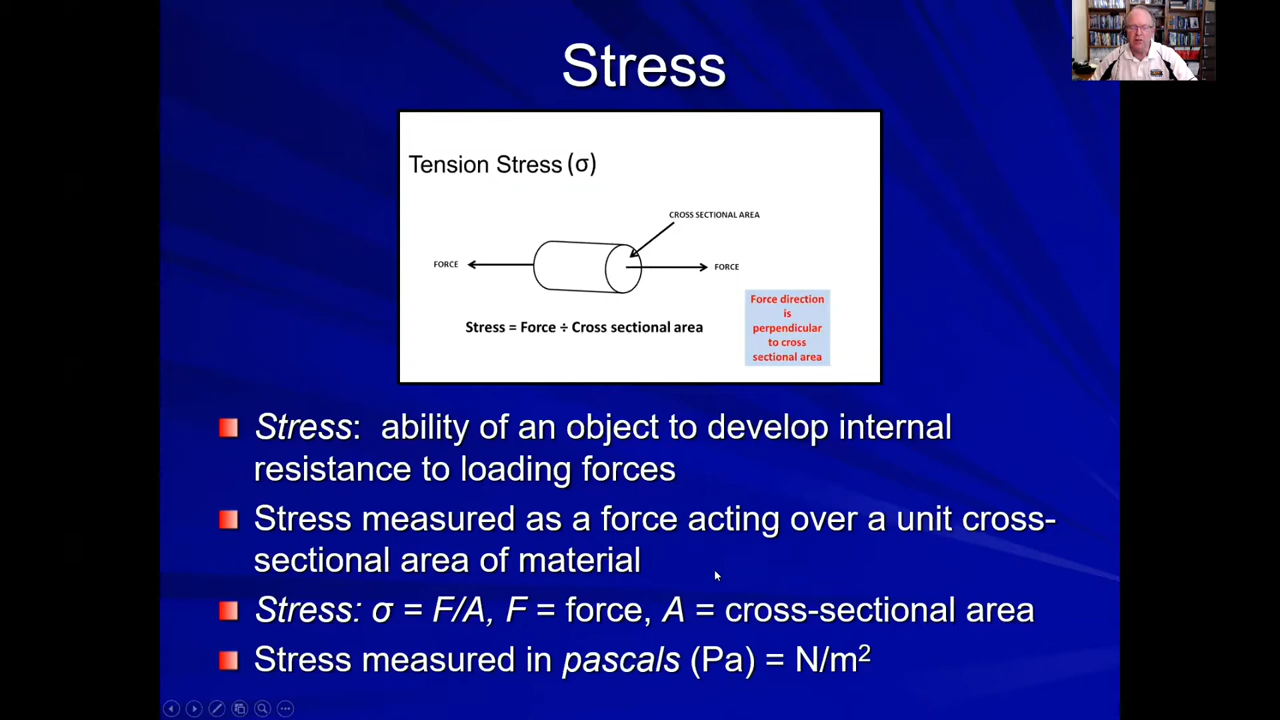 Stress
Tension Stress (σ)
CROSS SECTIONAL AREA
FORCE
FORCE
Stress = Force ÷ Cross sectional area
Force direction
is
perpendicular
to cross
sectional area
Stress: ability of an object to develop internal
resistance to loading forces
Stress measured as a force acting over a unit cross-
sectional area of material
Stress: σ = F/A, F = force, A = cross-sectional area
Stress measured in pascals (Pa) = N/m²